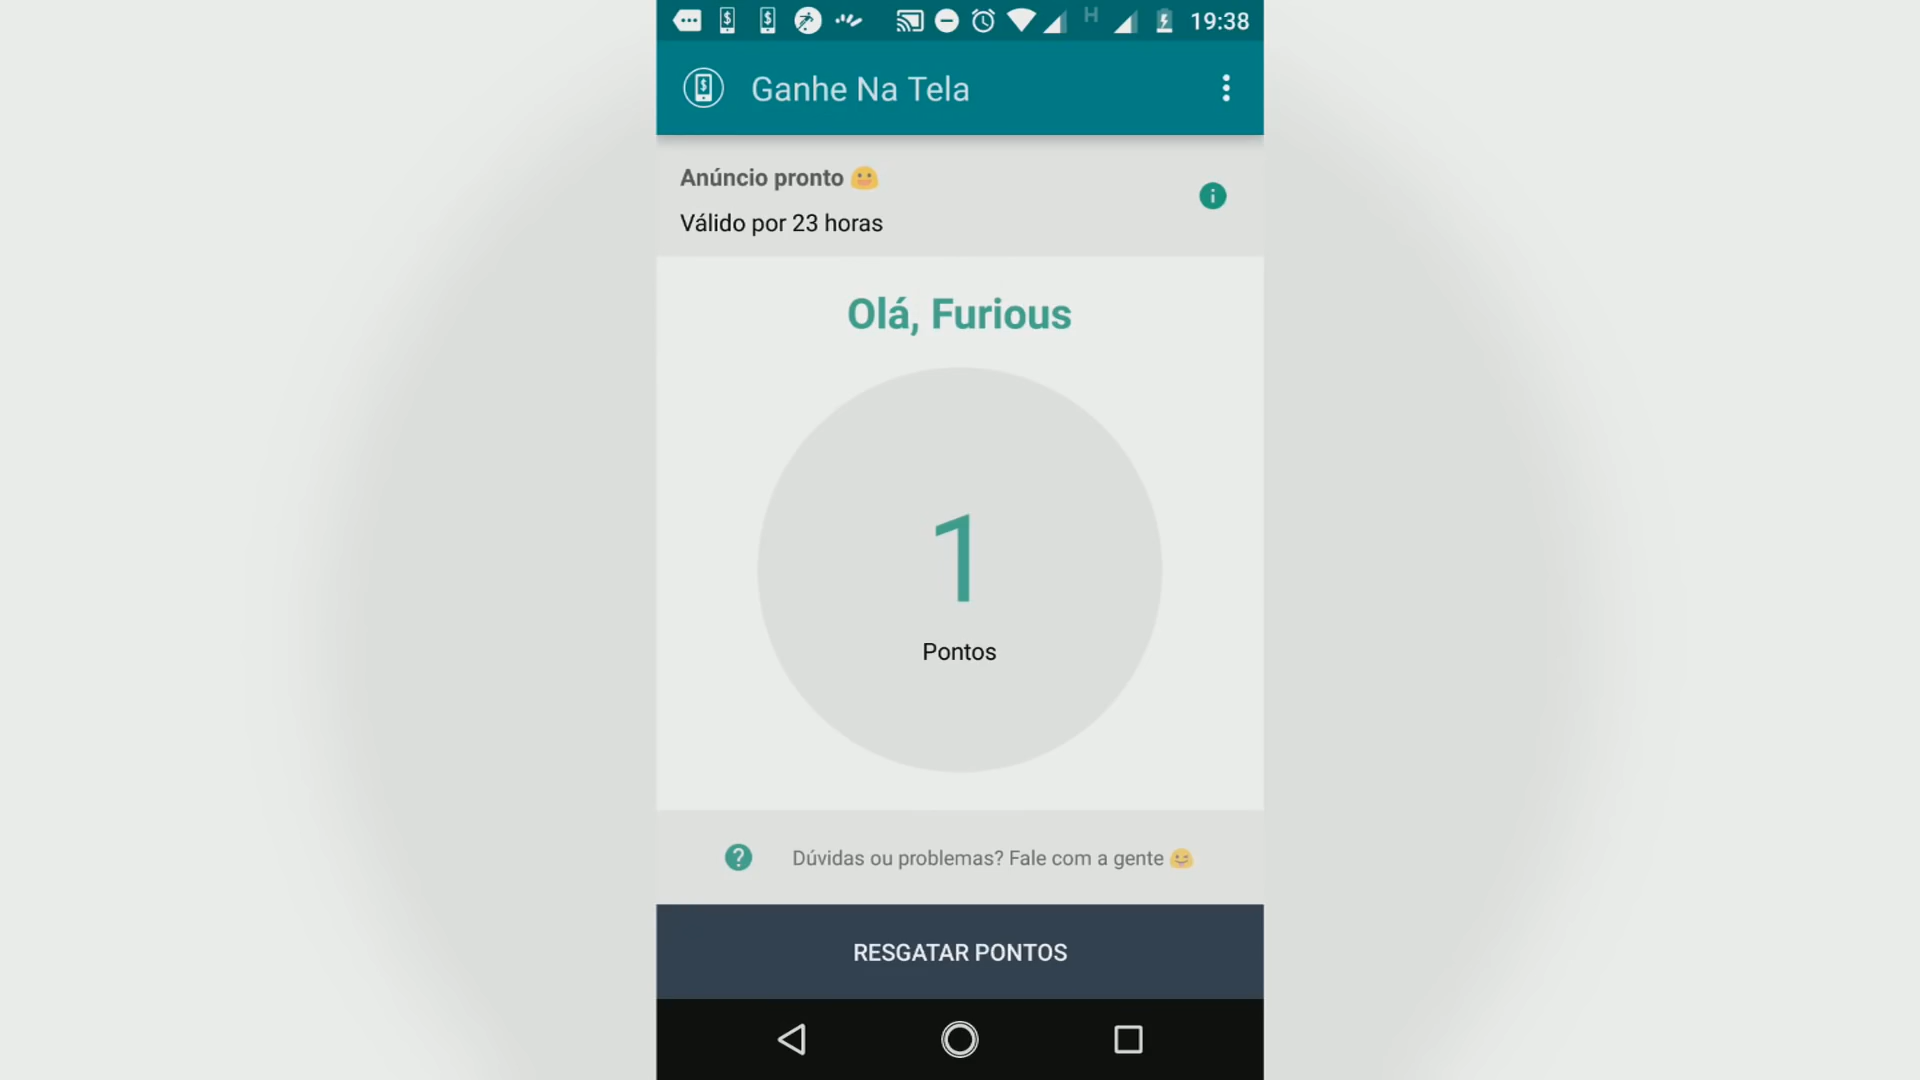 H 19:38
Ganhe Na Tela
Anúncio pronto 😀
Válido por 23 horas
Olá, Furious
1
Pontos
Dúvidas ou problemas? Fale com a gente 😄
RESGATAR PONTOS